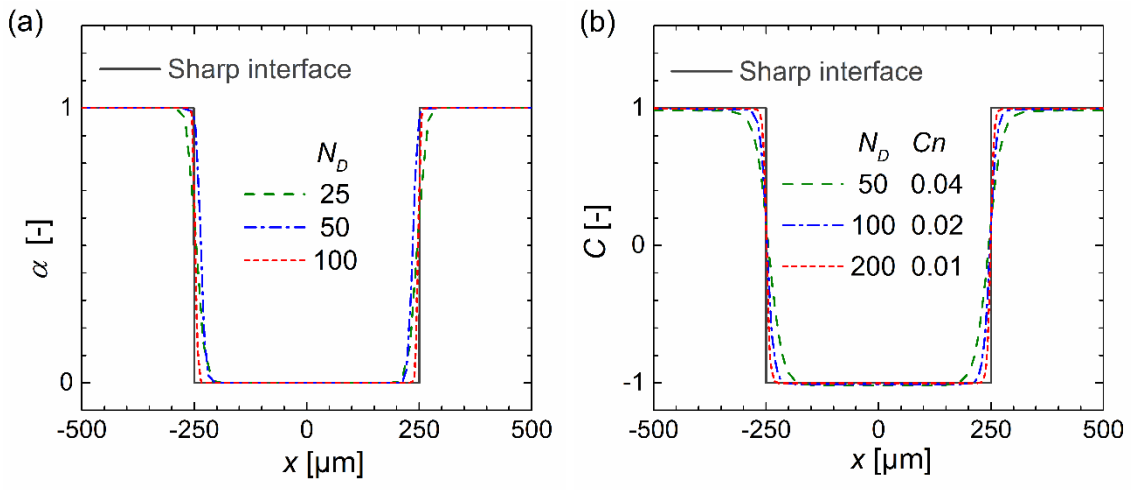 (a)
Sharp interface
N_D
25
50
100
1
0
α [-]
-500 -250 0 250 500
x [µm]
(b)
Sharp interface
N_D Cn
50 0.04
100 0.02
200 0.01
1
0
-1
C [-]
-500 -250 0 250 500
x [µm]